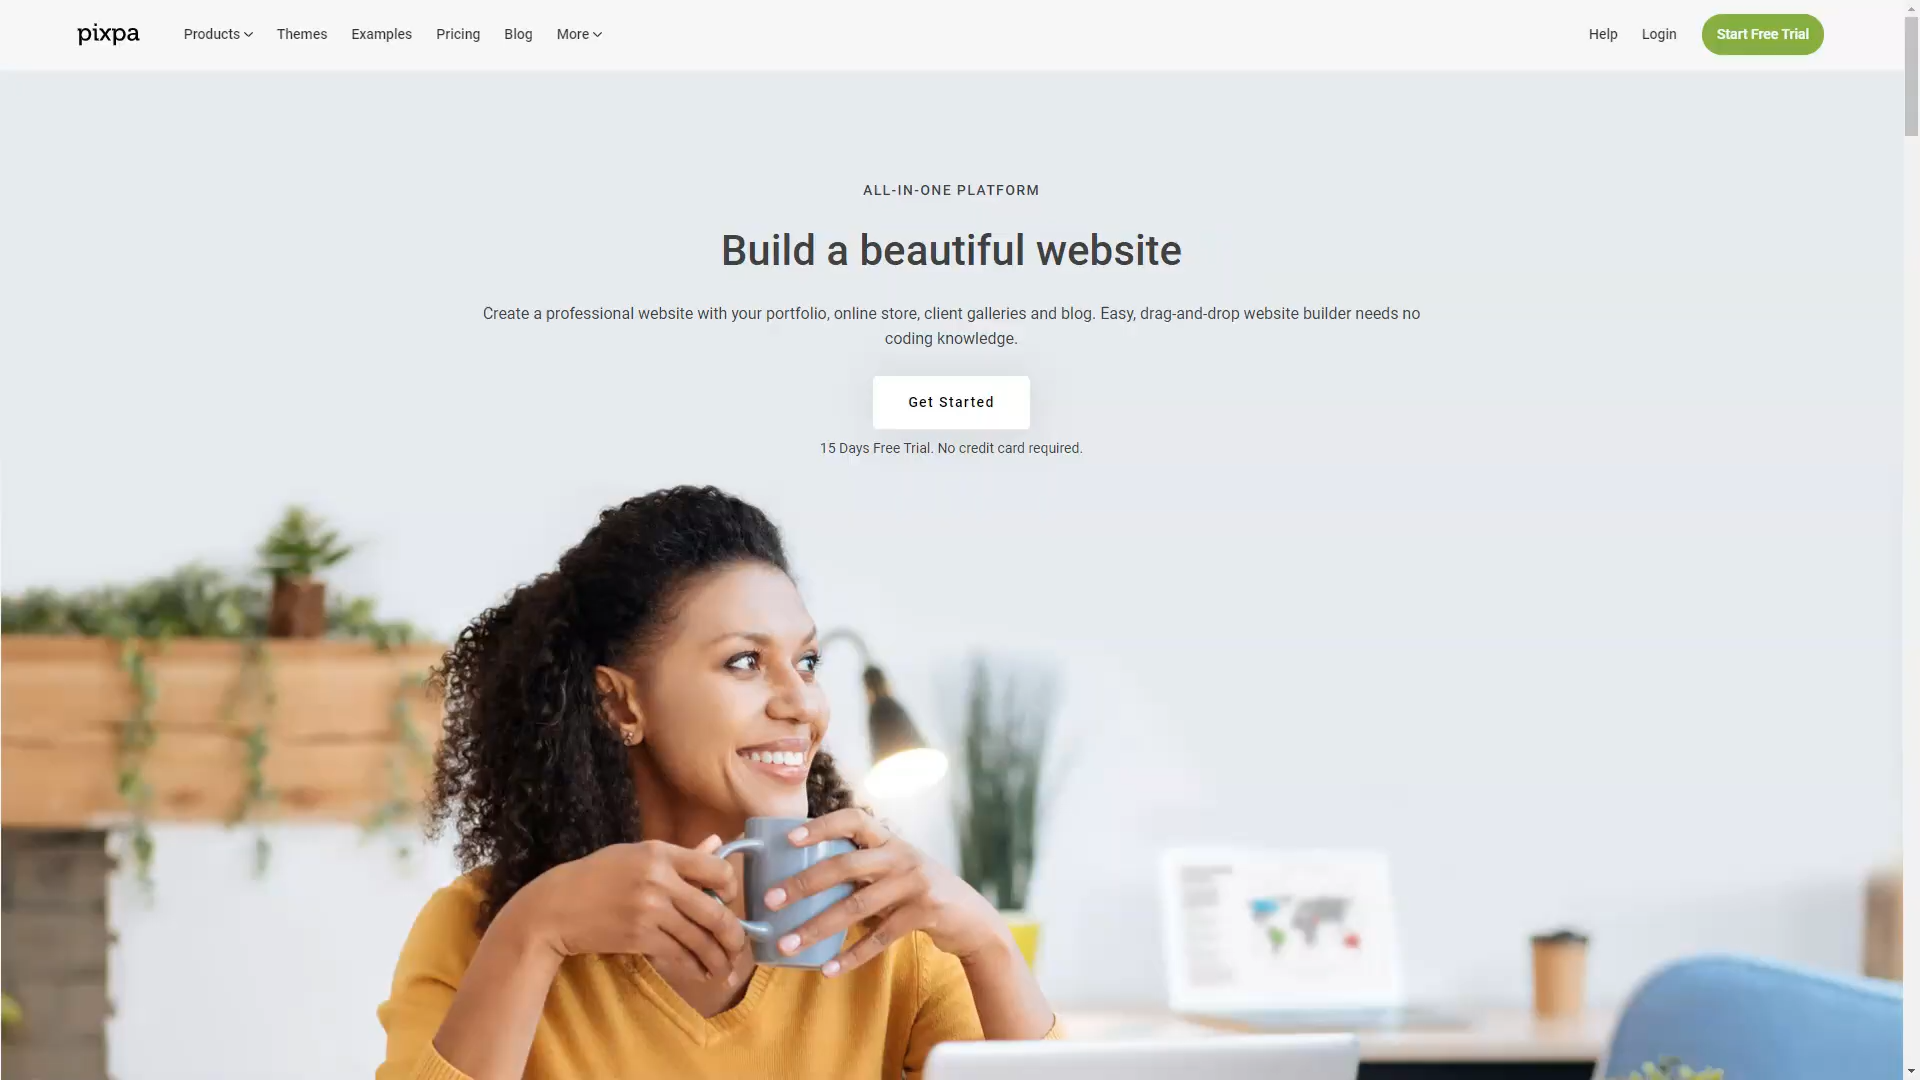 pixpa
Products
Themes
Examples
Pricing
Blog
More
Help
Login
Start Free Trial
ALL-IN-ONE PLATFORM
Build a beautiful website
Create a professional website with your portfolio, online store, client galleries and blog. Easy, drag-and-drop website builder needs no
coding knowledge.
Get Started
15 Days Free Trial. No credit card required.